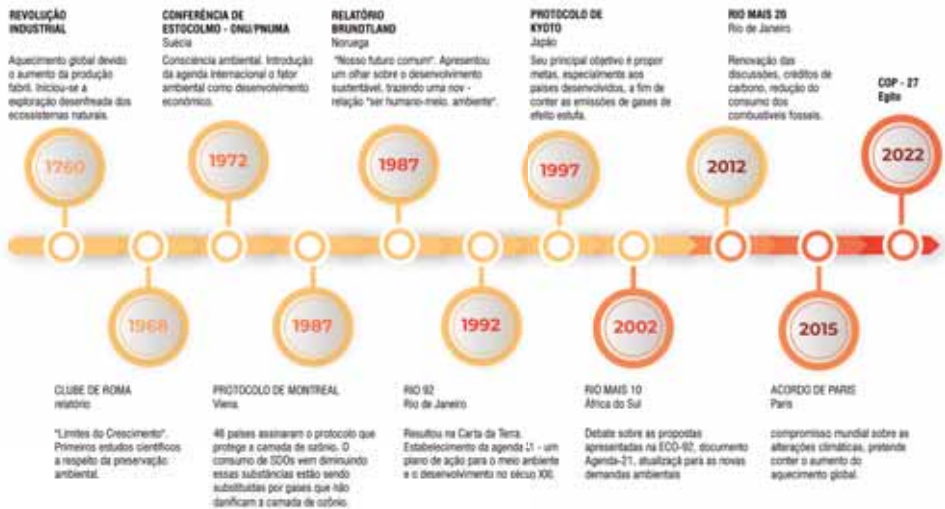 REVOLUÇÃO
INDUSTRIAL
Aquecimento global devido
o aumento da produção
fabril. Iniciou-se a
exploração desenfreada dos
ecossistemas naturais.
1760
CONFERÊNCIA DE
ESTOCOLMO - ONU/PNUMA
Suécia
Consciência ambiental. Introdução
da agenda internacional o fator
ambiental como desenvolvimento
econômico.
1972
RELATÓRIO
BRUNDTLAND
Noruega
"Nosso futuro comum". Apresentou
um olhar sobre o desenvolvimento
sustentável, trazendo uma nov -
relação "ser humano-meio, ambiente".
1987
PROTOCOLO DE
KYOTO
Japão
Seu principal objetivo é propor
metas, especialmente aos
países desenvolvidos, a fim de
conter as emissões de gases de
efeito estufa.
1997
RIO MAIS 20
Rio de Janeiro
Renovação das
discussões, créditos de
carbono, redução do
consumo dos
combustíveis fosseis.
2012
COP - 27
Egito
2022
1968
CLUBE DE ROMA
relatório
"Limites do Crescimento".
Primeiros estudos científicos
a respeito da preservação
ambiental.
1987
PROTOCOLO DE MONTREAL
Viena
46 países assinaram o protocolo que
protege a camada de ozônio. O
consumo de SDOs vem diminuindo
essas substâncias estão sendo
substituídas por gases que não
danificam a camada de ozônio.
1992
RIO 92
Rio de Janeiro
Resultou na Carta da Terra.
Estabelecimento da agenda 21 - um
plano de ação para o meio ambiente
e o desenvolvimento no século XXI.
2002
RIO MAIS 10
África do Sul
Debate sobre as propostas
apresentadas na ECO-92, documento
Agenda-21, atualizaçã para as novas
demandas ambientais
2015
ACORDO DE PARIS
Paris
compromisso mundial sobre as
alterações climáticas, pretende
conter o aumento do
aquecimento global.